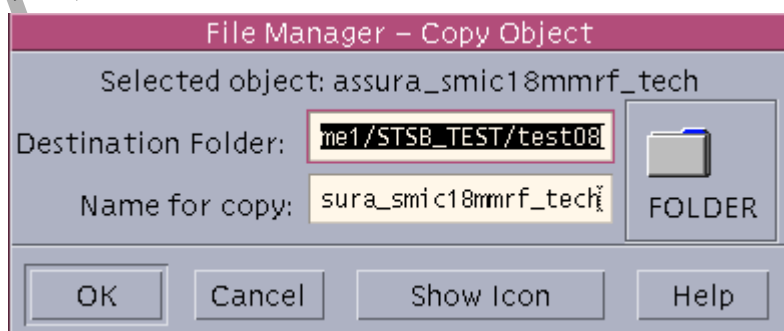 File Manager – Copy Object
Selected object: assura_smic18mmrf_tech
Destination Folder: me1/STSB_TEST/test08
Name for copy: sura_smic18mmrf_tech
FOLDER
OK Cancel Show Icon Help